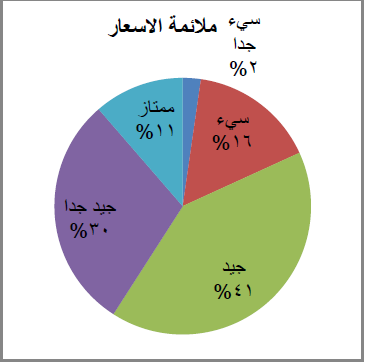 ملائمة الاسعار
سيء
جدا
%٢
سيء
%١٦
جيد
%٤١
جيد جدا
%٣٠
ممتاز
%١١